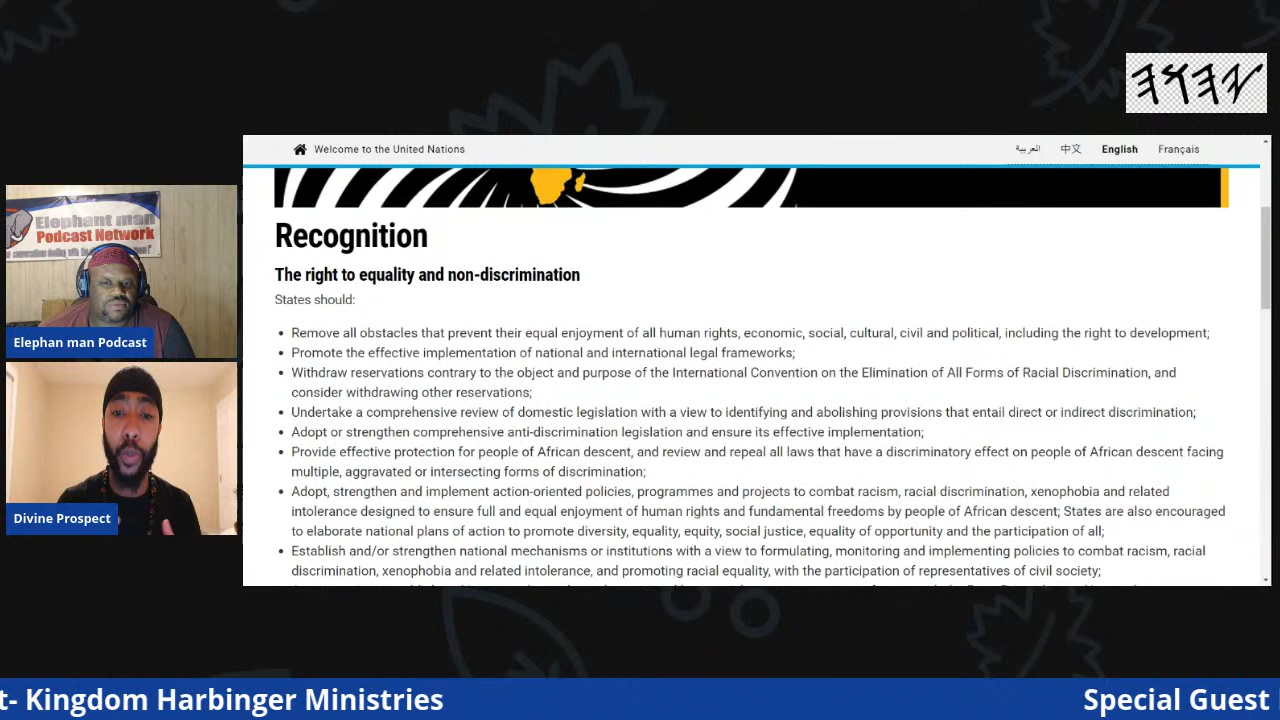 𐤉𐤄𐤅𐤄
Welcome to the United Nations
العربية 中文 English Français
Recognition
The right to equality and non-discrimination
States should:
• Remove all obstacles that prevent their equal enjoyment of all human rights, economic, social, cultural, civil and political, including the right to development;
• Promote the effective implementation of national and international legal frameworks;
• Withdraw reservations contrary to the object and purpose of the International Convention on the Elimination of All Forms of Racial Discrimination, and
consider withdrawing other reservations;
• Undertake a comprehensive review of domestic legislation with a view to identifying and abolishing provisions that entail direct or indirect discrimination;
• Adopt or strengthen comprehensive anti-discrimination legislation and ensure its effective implementation;
• Provide effective protection for people of African descent, and review and repeal all laws that have a discriminatory effect on people of African descent facing
multiple, aggravated or intersecting forms of discrimination;
• Adopt, strengthen and implement action-oriented policies, programmes and projects to combat racism, racial discrimination, xenophobia and related
intolerance designed to ensure full and equal enjoyment of human rights and fundamental freedoms by people of African descent; States are also encouraged
to elaborate national plans of action to promote diversity, equality, equity, social justice, equality of opportunity and the participation of all;
• Establish and/or strengthen national mechanisms or institutions with a view to formulating, monitoring and implementing policies to combat racism, racial
discrimination, xenophobia and related intolerance, and promoting racial equality, with the participation of representatives of civil society;
Elephant man
Podcast Network
Elephan man Podcast
Divine Prospect
t- Kingdom Harbinger Ministries
Special Guest